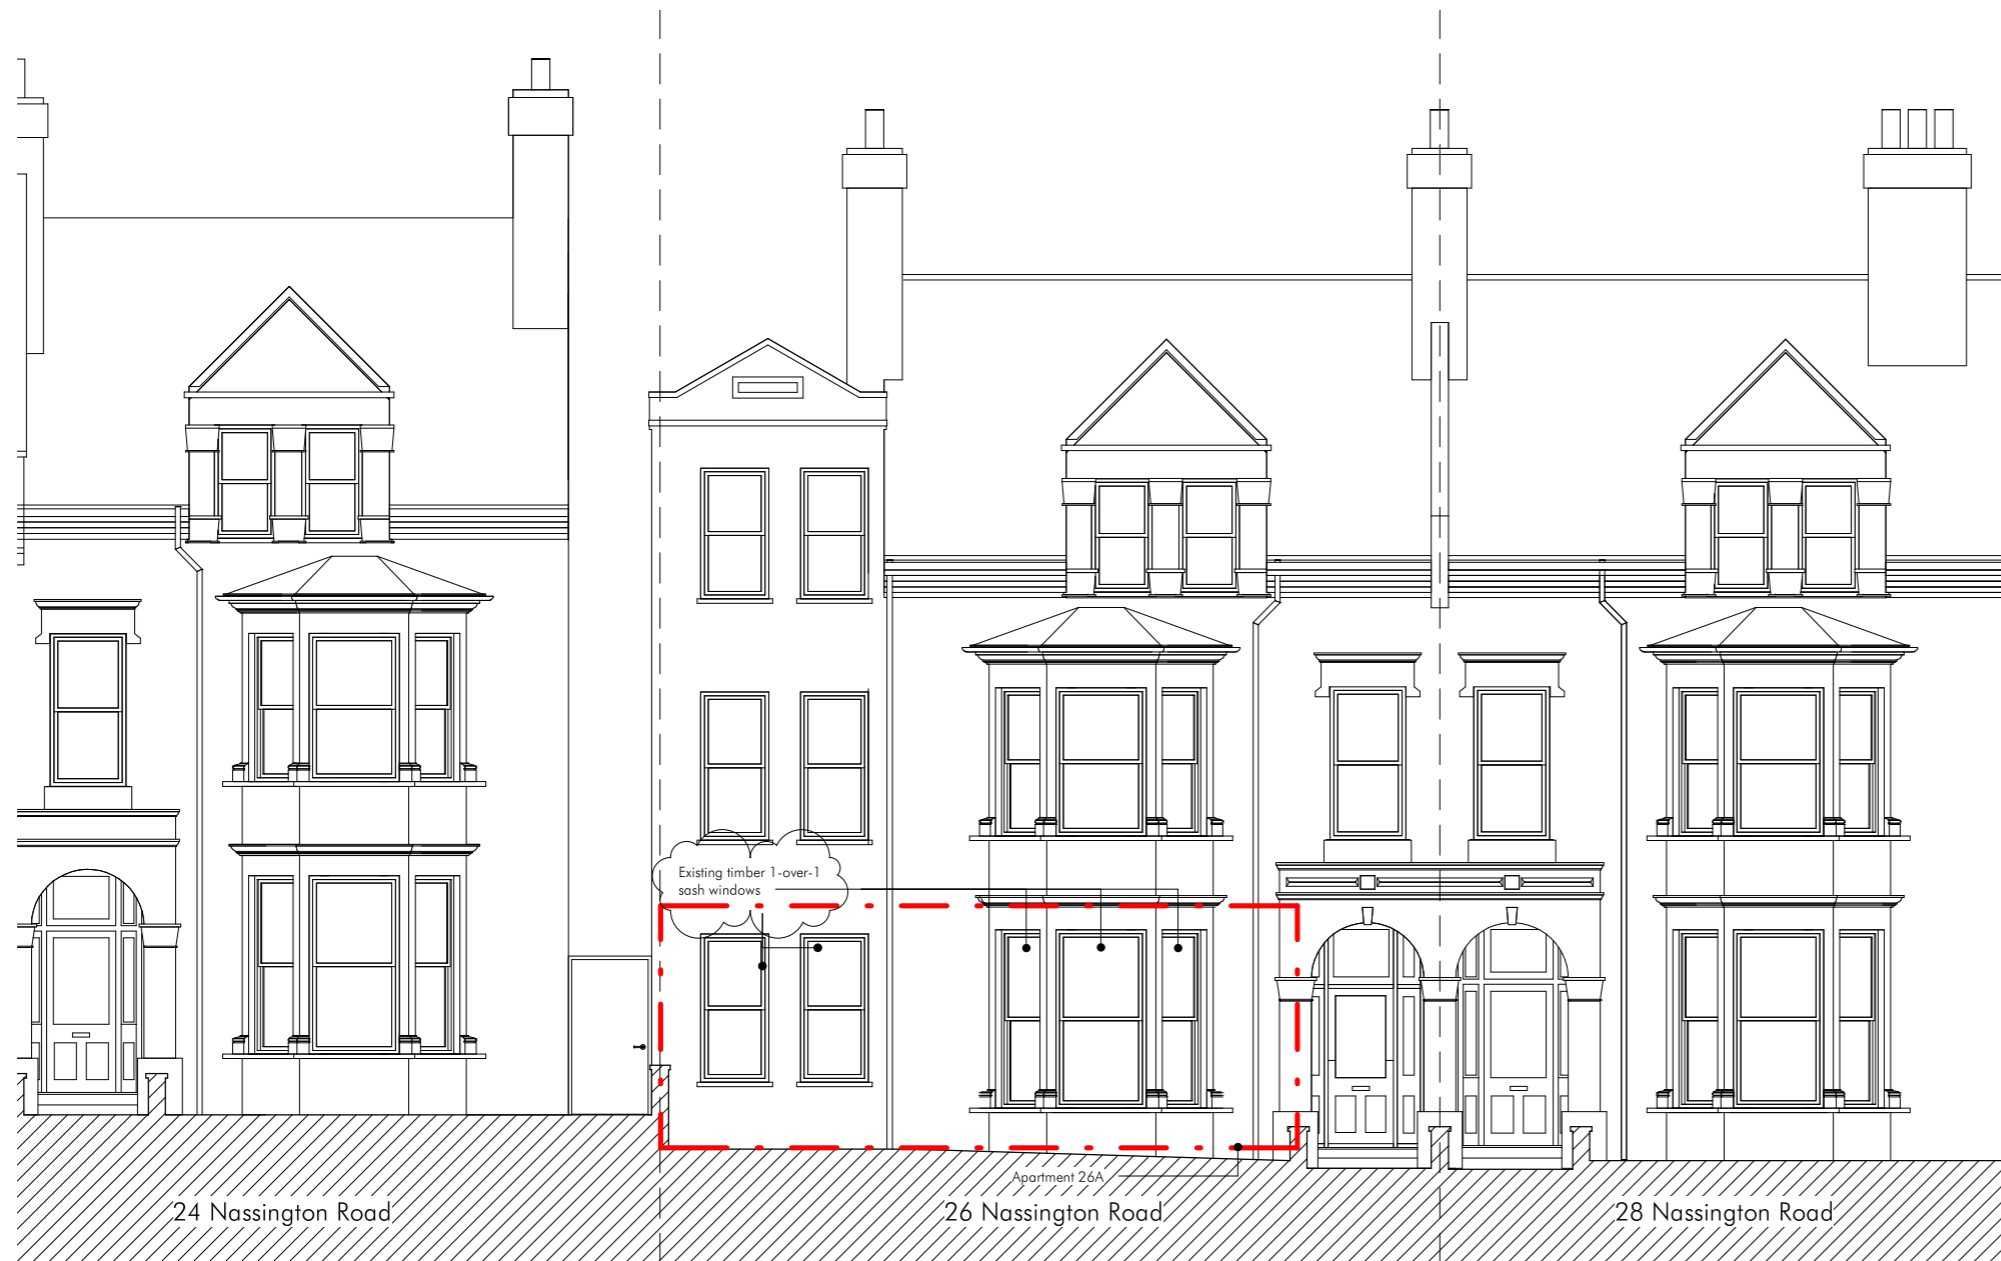 Existing timber 1-over-1
sash windows
Apartment 26A
24 Nassington Road
26 Nassington Road
28 Nassington Road